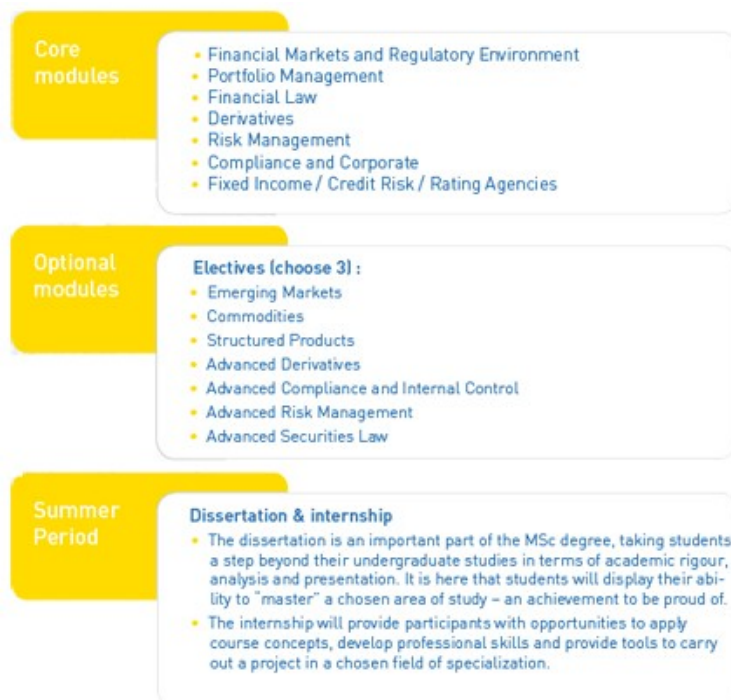 Core
modules
• Financial Markets and Regulatory Environment
• Portfolio Management
• Financial Law
• Derivatives
• Risk Management
• Compliance and Corporate
• Fixed Income / Credit Risk / Rating Agencies
Optional
modules
Electives (choose 3) :
• Emerging Markets
• Commodities
• Structured Products
• Advanced Derivatives
• Advanced Compliance and Internal Control
• Advanced Risk Management
• Advanced Securities Law
Summer
Period
Dissertation & internship
• The dissertation is an important part of the MSc degree, taking students
a step beyond their undergraduate studies in terms of academic rigour,
analysis and presentation. It is here that students will display their abi-
lity to "master" a chosen area of study – an achievement to be proud of.
• The internship will provide participants with opportunities to apply
course concepts, develop professional skills and provide tools to carry
out a project in a chosen field of specialization.